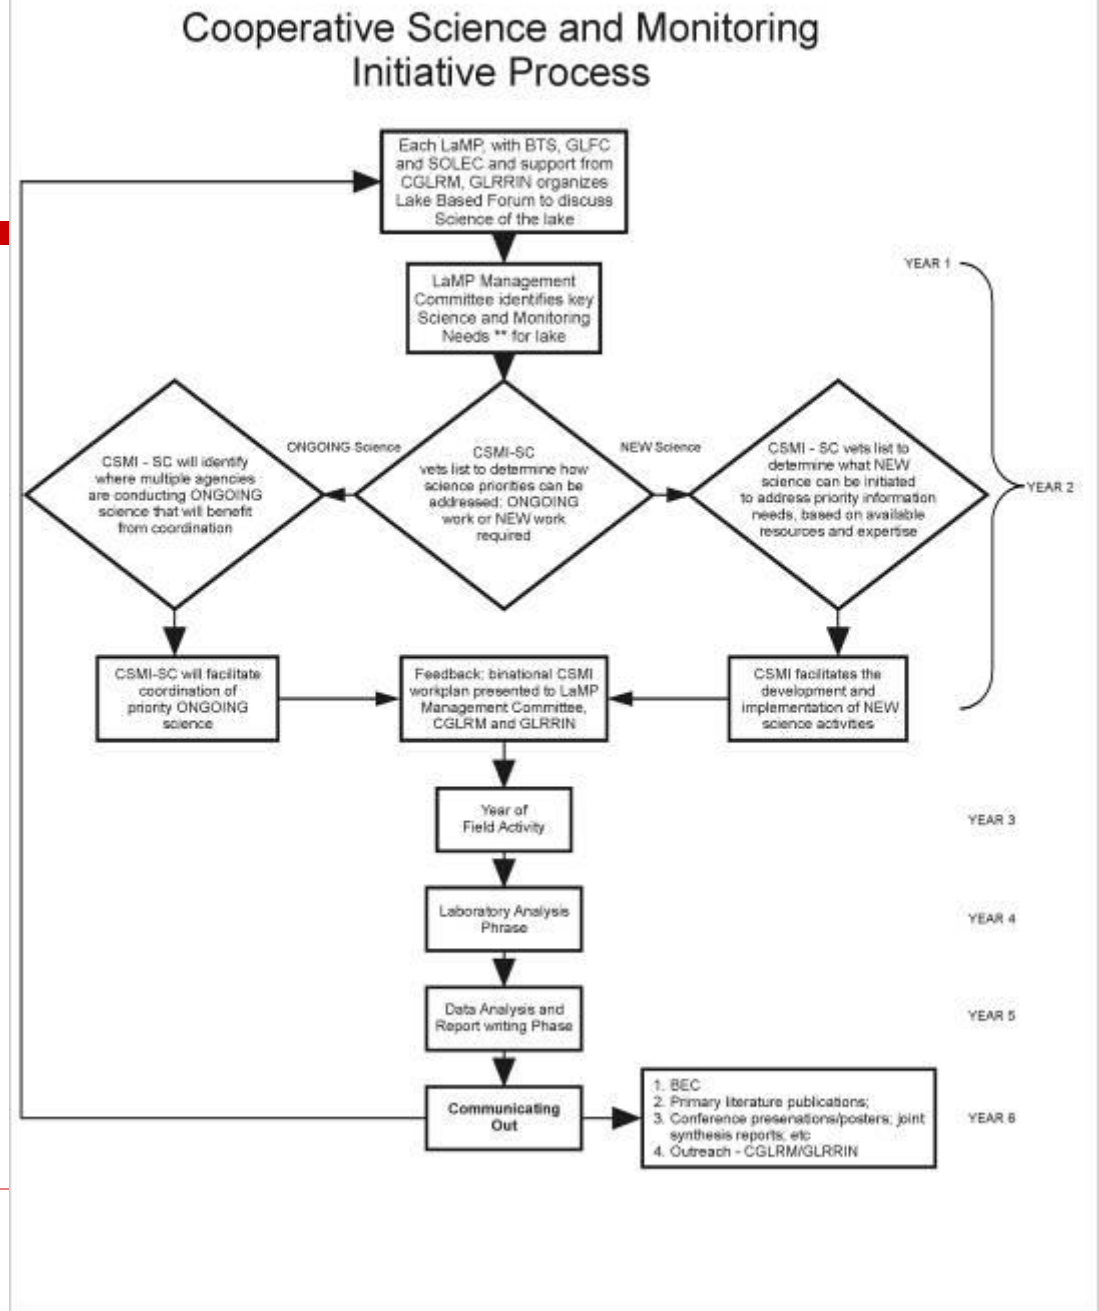 Cooperative Science and Monitoring
Initiative Process
Each LaMP, with BTS, GLFC
and SOLEC and support from
CGLRM, GLRRIN organizes
Lake Based Forum to discuss
Science of the lake
YEAR 1
LaMP Management
Committee identifies key
Science and Monitoring
Needs ** for lake
ONGOING Science
NEW Science
CSMI - SC will identify
where multiple agencies
are conducting ONGOING
science that will benefit
from coordination
CSMI-SC
vets list to determine how
science priorities can be
addressed: ONGOING
work or NEW work
required
CSMI - SC vets list to
determine what NEW
science can be initiated
to address priority information
needs, based on available
resources and expertise
YEAR 2
CSMI-SC will facilitate
coordination of
priority ONGOING
science
Feedback: binational CSMI
workplan presented to LaMP
Management Committee,
CGLRM and GLRRIN
CSMI facilitates the
development and
implementation of NEW
science activities
Year of
Field Activity
YEAR 3
Laboratory Analysis
Phrase
YEAR 4
Data Analysis and
Report writing Phase
YEAR 5
Communicating
Out
1. BEC
2. Primary literature publications;
3. Conference presenations/posters; joint
synthesis reports; etc
4. Outreach - CGLRM/GLRRIN
YEAR 6